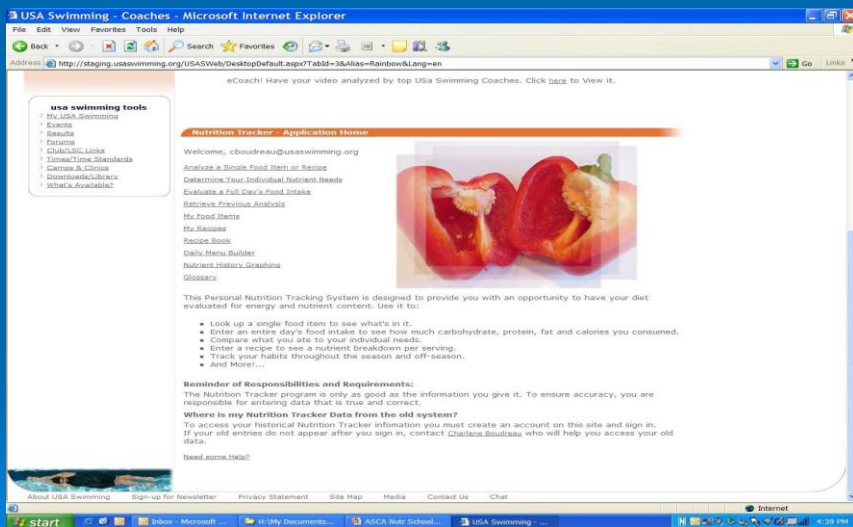 USA Swimming - Coaches - Microsoft Internet Explorer
File Edit View Favorites Tools Help
Back Search Favorites
Address http://staging.usaswimming.org/USASWeb/DesktopDefault.aspx?TabId=3&Alias=Rainbow&Lang=en Go Links
eCoach! Have your video analyzed by top USa Swimming Coaches. Click here to View it.
usa swimming tools
My USA Swimming
Events
Results
Forums
Club/LSC Links
Times/Time Standards
Camps & Clinics
Downloads/Library
What's Available?
Nutrition Tracker - Application Home
Welcome, cboudreau@usaswimming.org
Analyze a Single Food Item or Recipe
Determine Your Individual Nutrient Needs
Evaluate a Full Day's Food Intake
Retrieve Previous Analysis
My Food Items
My Recipes
Recipe Book
Daily Menu Builder
Nutrient History Graphing
Glossary
This Personal Nutrition Tracking System is designed to provide you with an opportunity to have your diet
evaluated for energy and nutrient content. Use it to:
Look up a single food item to see what's in it.
Enter an entire day's food intake to see how much carbohydrate, protein, fat and calories you consumed.
Compare what you ate to your individual needs.
Enter a recipe to see a nutrient breakdown per serving.
Track your habits throughout the season and off-season.
And More!...
Reminder of Responsibilities and Requirements:
The Nutrition Tracker program is only as good as the information you give it. To ensure accuracy, you are
responsible for entering data that is true and correct.
Where is my Nutrition Tracker Data from the old system?
To access your historical Nutrition Tracker infomation you must create an account on this site and sign in.
If your old entries do not appear after you sign in, contact Charlene Boudreau who will help you access your old
data.
Need some Help?
About USA Swimming Sign-up for Newsletter Privacy Statement Site Map Media Contact Us Chat
Internet
start Inbox - Microsoft ... H:\My Documents... ASCA Nutr School... USA Swimming - ... 4:39 PM